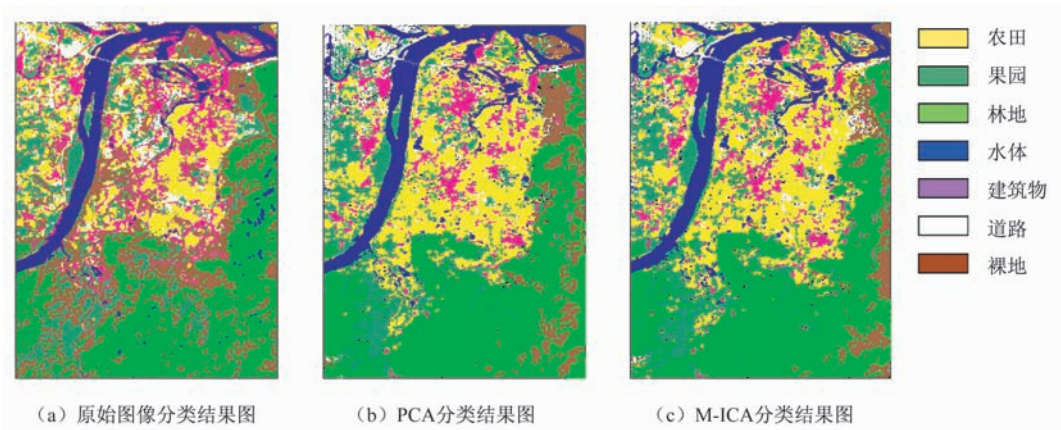 农田
果园
林地
水体
建筑物
道路
裸地
（a）原始图像分类结果图
（b）PCA分类结果图
（c）M-ICA分类结果图